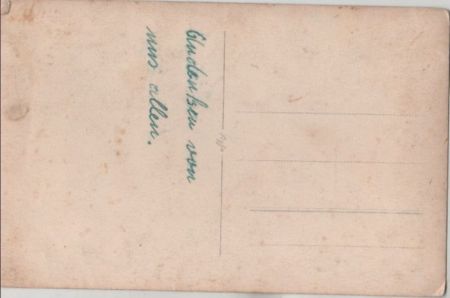 Andenken von
uns allen.